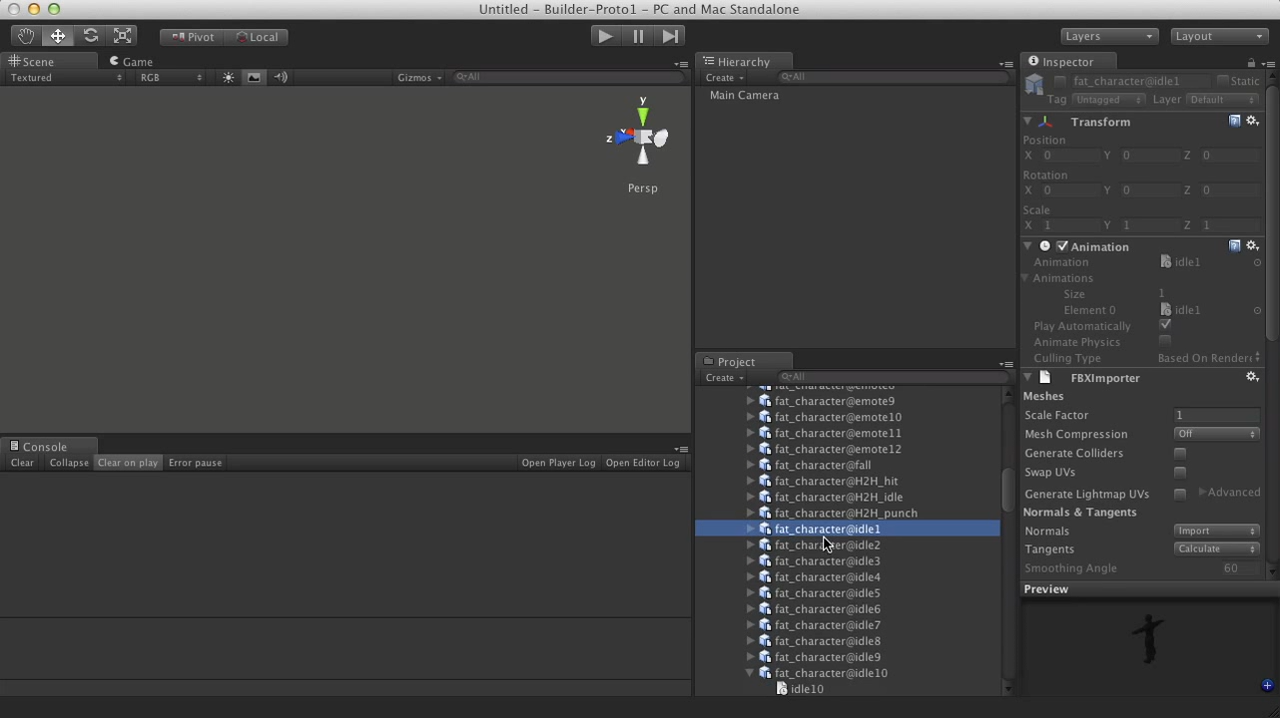 Untitled – Builder-Proto1 – PC and Mac Standalone
Pivot
Local
Layers
Layout
Scene
Game
Textured
RGB
Gizmos
All
y
z
Persp
Console
Clear
Collapse
Clear on play
Error pause
Open Player Log
Open Editor Log
Hierarchy
Create
All
Main Camera
Project
Create
All
fat_character@emote8
fat_character@emote9
fat_character@emote10
fat_character@emote11
fat_character@emote12
fat_character@fall
fat_character@H2H_hit
fat_character@H2H_idle
fat_character@H2H_punch
fat_character@idle1
fat_character@idle2
fat_character@idle3
fat_character@idle4
fat_character@idle5
fat_character@idle6
fat_character@idle7
fat_character@idle8
fat_character@idle9
fat_character@idle10
idle10
Inspector
fat_character@idle1
Static
Tag
Untagged
Layer
Default
Transform
Position
X 0 Y 0 Z 0
Rotation
X 0 Y 0 Z 0
Scale
X 1 Y 1 Z 1
Animation
Animation idle1
Animations
Size 1
Element 0 idle1
Play Automatically
Animate Physics
Culling Type Based On Rendere
FBXImporter
Meshes
Scale Factor 1
Mesh Compression Off
Generate Colliders
Swap UVs
Generate Lightmap UVs Advanced
Normals & Tangents
Normals Import
Tangents Calculate
Smoothing Angle 60
Preview